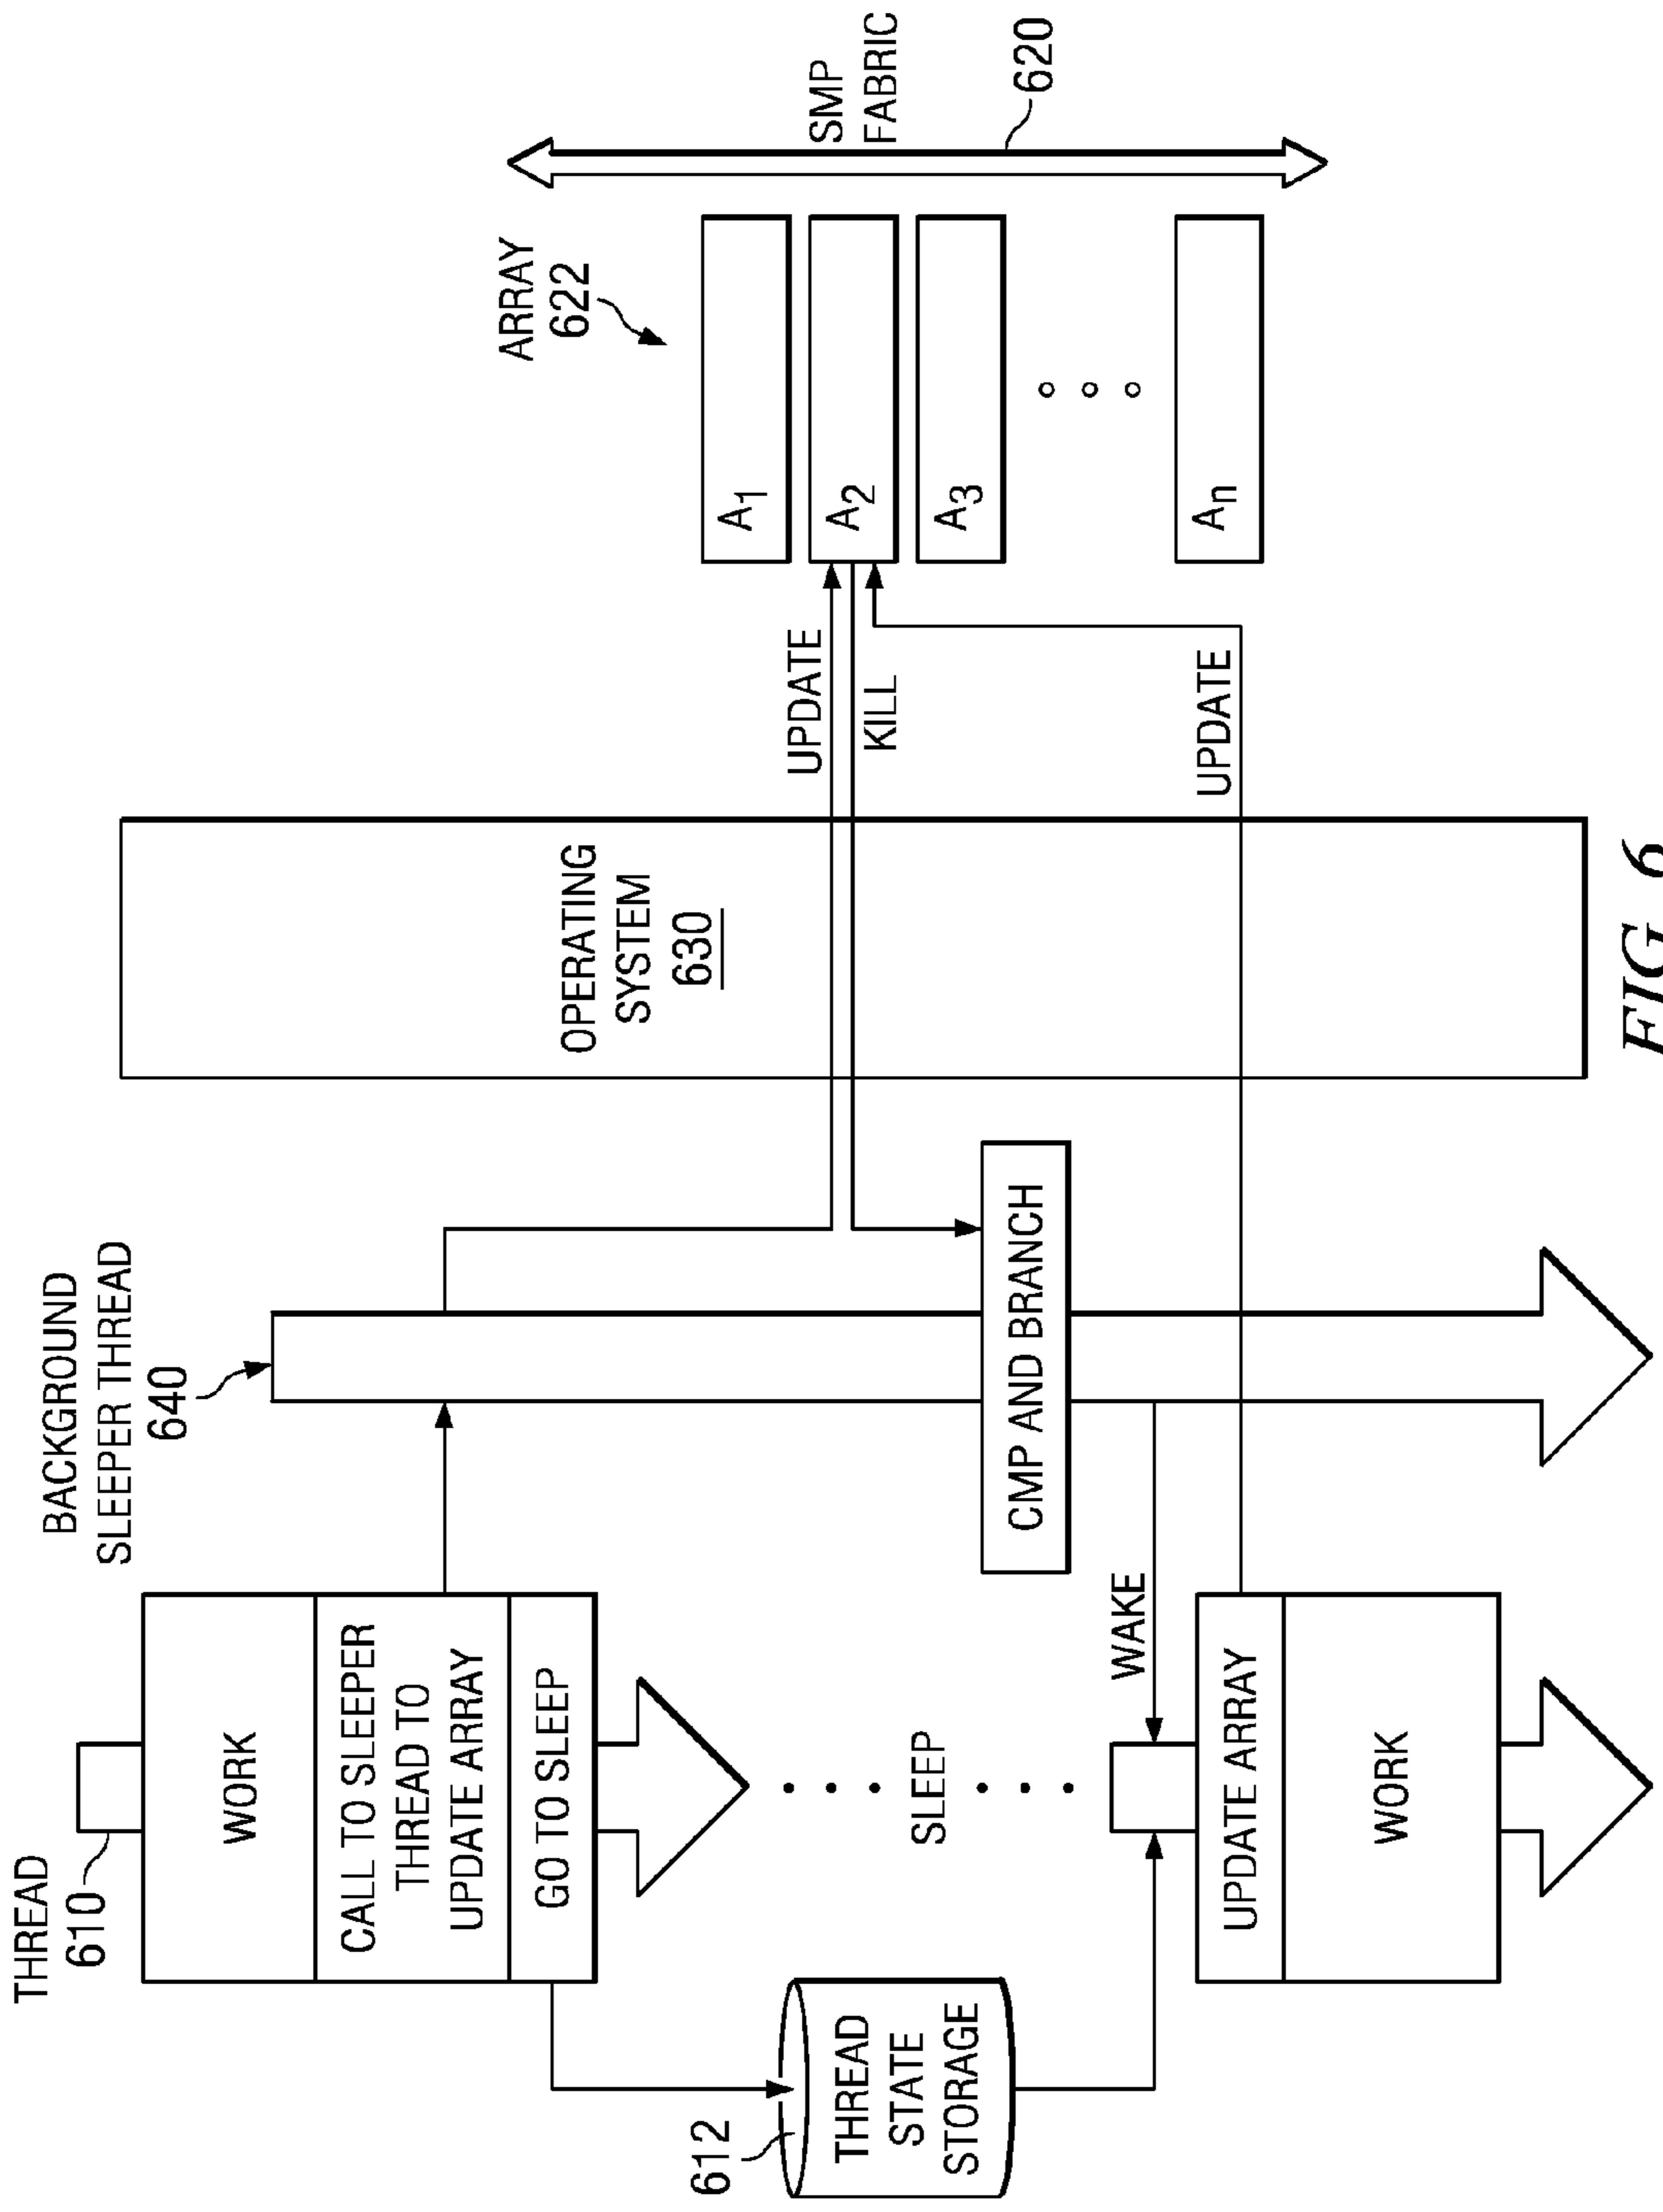 THREAD
610
WORK
CALL TO SLEEPER
THREAD TO
UPDATE ARRAY
GO TO SLEEP
612
THREAD
STATE
STORAGE
SLEEP
WAKE
UPDATE ARRAY
WORK
BACKGROUND
SLEEPER THREAD
640
CMP AND BRANCH
OPERATING
SYSTEM
630
UPDATE
KILL
UPDATE
ARRAY
622
A1
A2
A3
An
SMP
FABRIC
620
FIG. 6